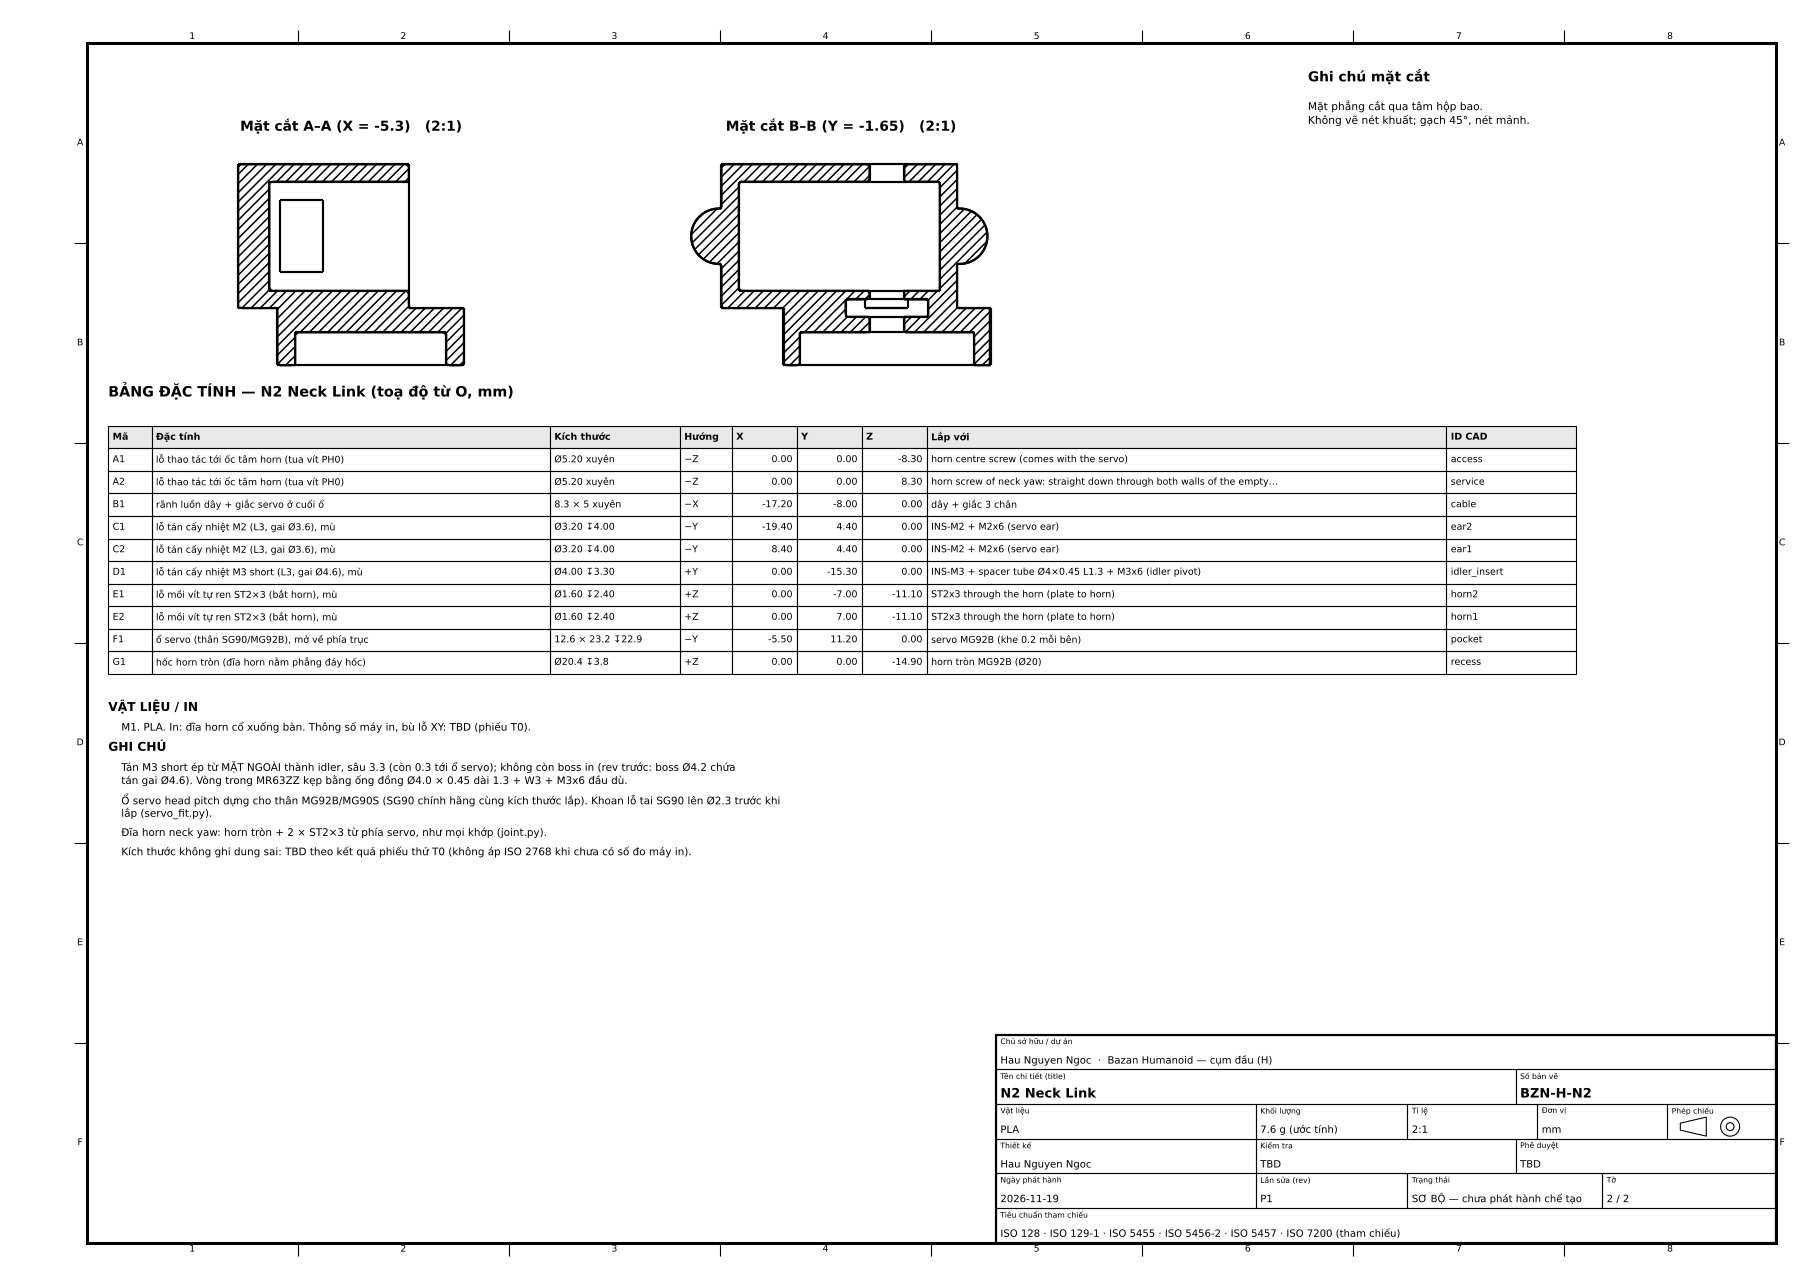 1 2 3 4 5 6 7 8
Ghi chú mặt cắt
Mặt phẳng cắt qua tâm hộp bao.
Không vẽ nét khuất; gạch 45°, nét mảnh.
Mặt cắt A–A (X = -5.3) (2:1)
Mặt cắt B–B (Y = -1.65) (2:1)
A A
B B
BẢNG ĐẶC TÍNH — N2 Neck Link (toạ độ từ O, mm)
Mã Đặc tính Kích thước Hướng X Y Z Lắp với ID CAD
A1 lỗ thao tác tới ốc tâm horn (tua vít PH0) Ø5.20 xuyên −Z 0.00 0.00 -8.30 horn centre screw (comes with the servo) access
A2 lỗ thao tác tới ốc tâm horn (tua vít PH0) Ø5.20 xuyên −Z 0.00 0.00 8.30 horn screw of neck yaw: straight down through both walls of the empty… service
B1 rãnh luồn dây + giắc servo ở cuối ổ 8.3 × 5 xuyên −X -17.20 -8.00 0.00 dây + giắc 3 chân cable
C1 lỗ tán cấy nhiệt M2 (L3, gai Ø3.6), mù Ø3.20 ↧4.00 −Y -19.40 4.40 0.00 INS-M2 + M2x6 (servo ear) ear2
C2 lỗ tán cấy nhiệt M2 (L3, gai Ø3.6), mù Ø3.20 ↧4.00 −Y 8.40 4.40 0.00 INS-M2 + M2x6 (servo ear) ear1
C C
D1 lỗ tán cấy nhiệt M3 short (L3, gai Ø4.6), mù Ø4.00 ↧3.30 +Y 0.00 -15.30 0.00 INS-M3 + spacer tube Ø4×0.45 L1.3 + M3x6 (idler pivot) idler_insert
E1 lỗ mồi vít tự ren ST2×3 (bắt horn), mù Ø1.60 ↧2.40 +Z 0.00 -7.00 -11.10 ST2x3 through the horn (plate to horn) horn2
E2 lỗ mồi vít tự ren ST2×3 (bắt horn), mù Ø1.60 ↧2.40 +Z 0.00 7.00 -11.10 ST2x3 through the horn (plate to horn) horn1
F1 ổ servo (thân SG90/MG92B), mở về phía trục 12.6 × 23.2 ↧22.9 −Y -5.50 11.20 0.00 servo MG92B (khe 0.2 mỗi bên) pocket
G1 hốc horn tròn (đĩa horn nằm phẳng đáy hốc) Ø20.4 ↧3.8 +Z 0.00 0.00 -14.90 horn tròn MG92B (Ø20) recess
VẬT LIỆU / IN
M1. PLA. In: đĩa horn cổ xuống bàn. Thông số máy in, bù lỗ XY: TBD (phiếu T0).
D D
GHI CHÚ
Tán M3 short ép từ MẶT NGOÀI thành idler, sâu 3.3 (còn 0.3 tới ổ servo); không còn boss in (rev trước: boss Ø4.2 chứa
tán gai Ø4.6). Vòng trong MR63ZZ kẹp bằng ống đồng Ø4.0 × 0.45 dài 1.3 + W3 + M3x6 đầu dù.
Ổ servo head pitch dựng cho thân MG92B/MG90S (SG90 chính hãng cùng kích thước lắp). Khoan lỗ tai SG90 lên Ø2.3 trước khi
lắp (servo_fit.py).
Đĩa horn neck yaw: horn tròn + 2 × ST2×3 từ phía servo, như mọi khớp (joint.py).
Kích thước không ghi dung sai: TBD theo kết quả phiếu thử T0 (không áp ISO 2768 khi chưa có số đo máy in).
E E
Chủ sở hữu / dự án
Hau Nguyen Ngoc · Bazan Humanoid — cụm đầu (H)
Tên chi tiết (title) Số bản vẽ
N2 Neck Link BZN-H-N2
Vật liệu Khối lượng Tỉ lệ Đơn vị Phép chiếu
PLA 7.6 g (ước tính) 2:1 mm
F F
Thiết kế Kiểm tra Phê duyệt
Hau Nguyen Ngoc TBD TBD
Ngày phát hành Lần sửa (rev) Trạng thái Tờ
2026-11-19 P1 SƠ BỘ — chưa phát hành chế tạo 2 / 2
Tiêu chuẩn tham chiếu
ISO 128 · ISO 129-1 · ISO 5455 · ISO 5456-2 · ISO 5457 · ISO 7200 (tham chiếu)
1 2 3 4 5 6 7 8